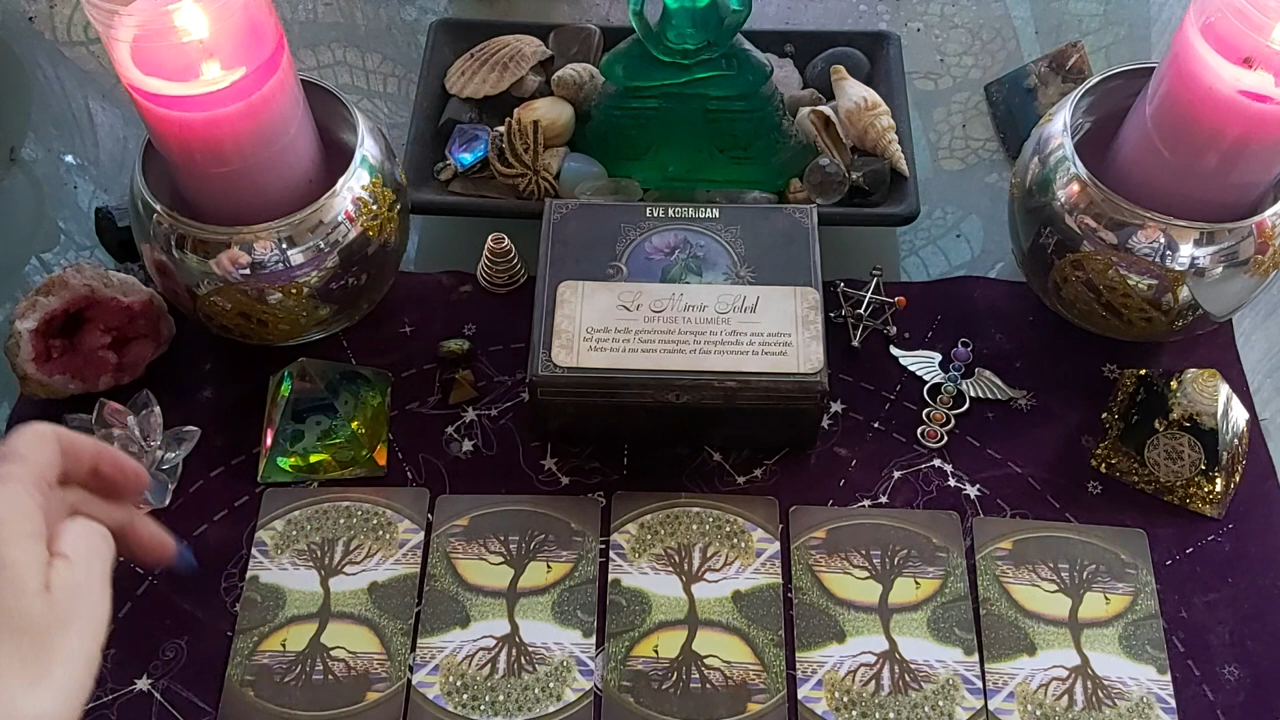 EVE KORRIGAN
Le Miroir Soleil
DIFFUSE TA LUMIÈRE
Quelle belle générosité lorsque tu t'offres aux autres
tel que tu es ! Sans masque, tu resplendis de sincérité.
Mets-toi à nu sans crainte, et fais rayonner ta beauté.